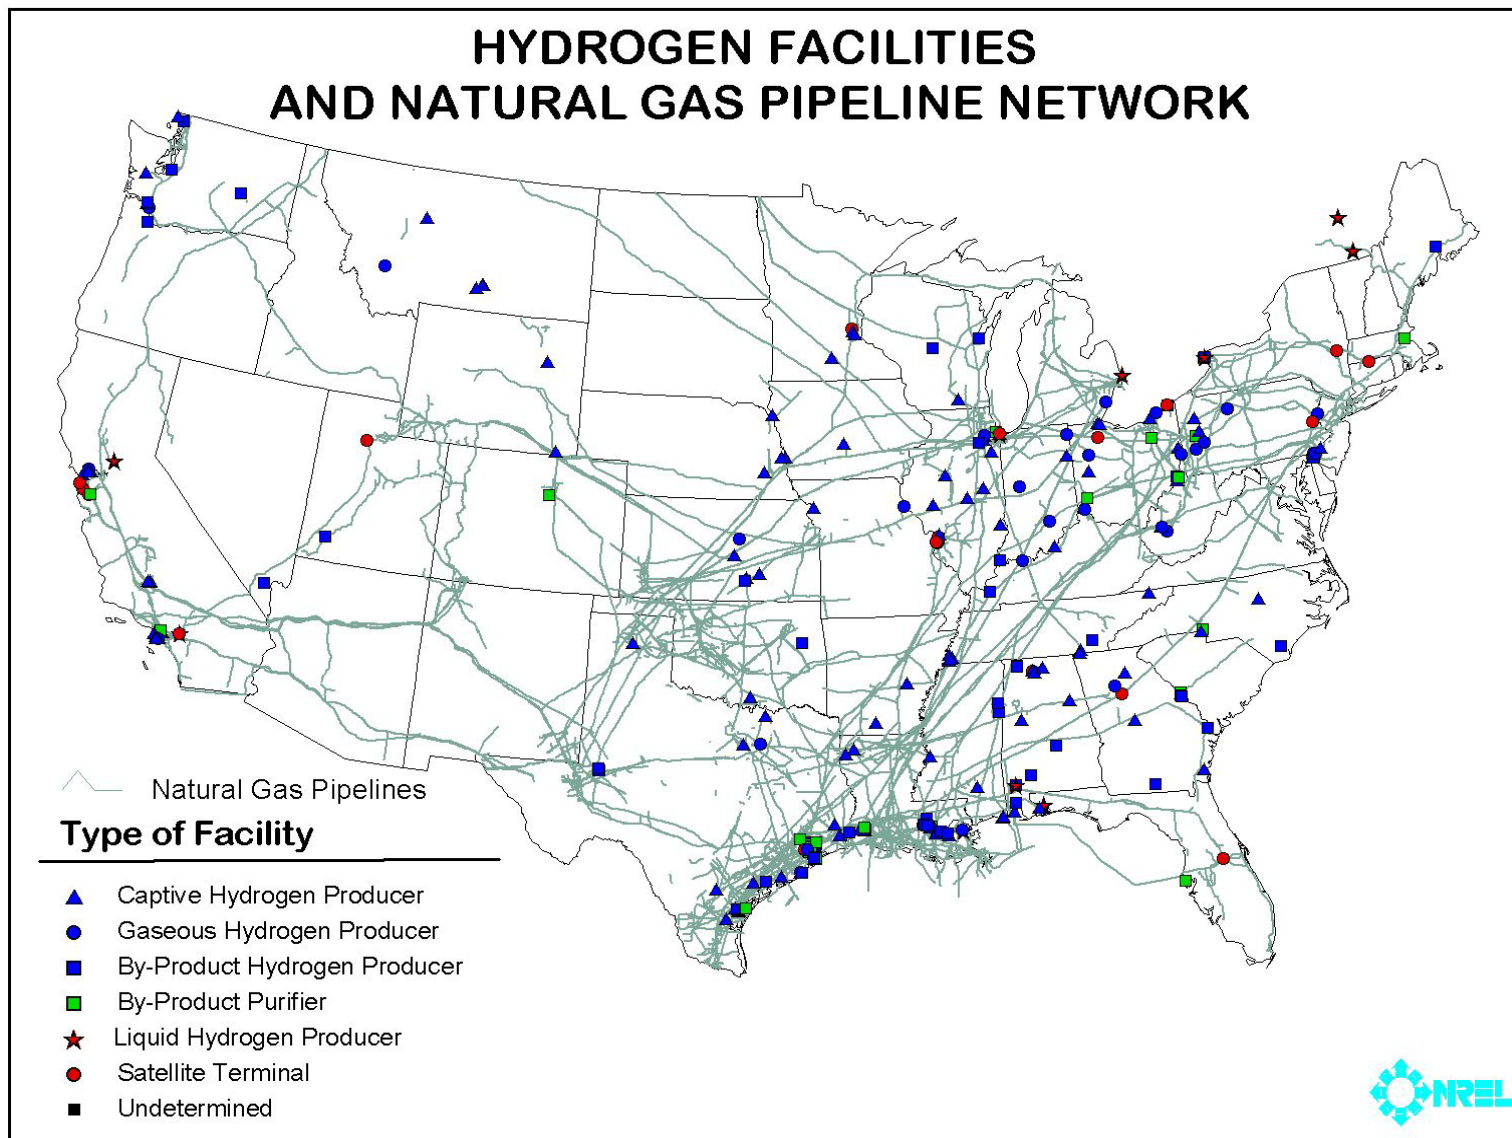 HYDROGEN FACILITIES
AND NATURAL GAS PIPELINE NETWORK
Natural Gas Pipelines
Type of Facility
Captive Hydrogen Producer
Gaseous Hydrogen Producer
By-Product Hydrogen Producer
By-Product Purifier
Liquid Hydrogen Producer
Satellite Terminal
Undetermined
NREL